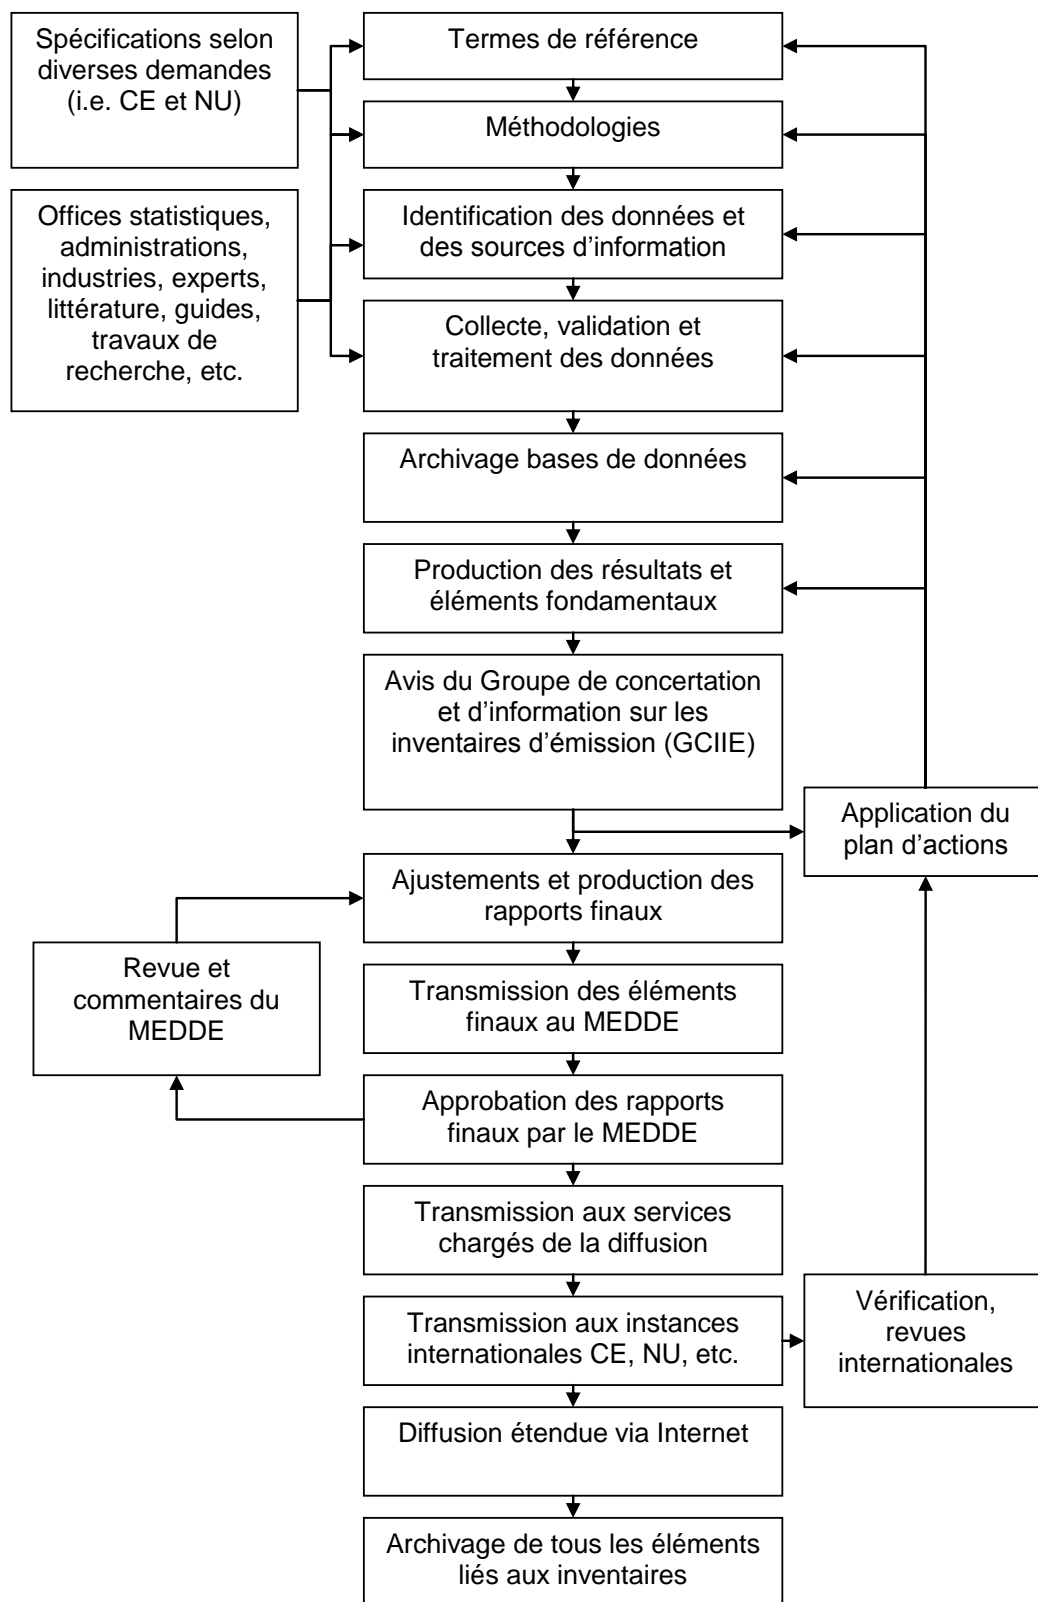 Spécifications selon
diverses demandes
(i.e. CE et NU)
Termes de référence
Méthodologies
Offices statistiques,
administrations,
industries, experts,
littérature, guides,
travaux de
recherche, etc.
Identification des données et
des sources d’information
Collecte, validation et
traitement des données
Archivage bases de données
Production des résultats et
éléments fondamentaux
Avis du Groupe de concertation
et d’information sur les
inventaires d’émission (GCIIE)
Application du
plan d’actions
Ajustements et production des
rapports finaux
Revue et
commentaires du
MEDDE
Transmission des éléments
finaux au MEDDE
Approbation des rapports
finaux par le MEDDE
Transmission aux services
chargés de la diffusion
Transmission aux instances
internationales CE, NU, etc.
Vérification,
revues
internationales
Diffusion étendue via Internet
Archivage de tous les éléments
liés aux inventaires